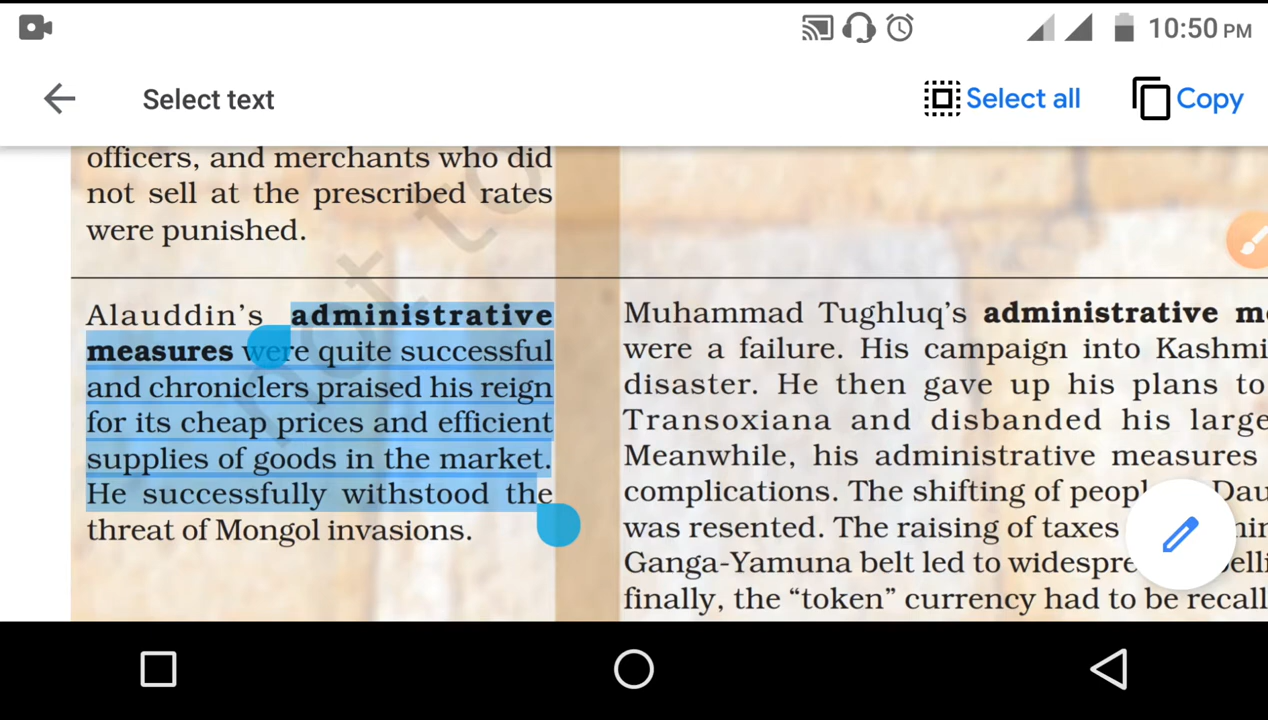 10:50 PM
Select text
Select all
Copy
officers, and merchants who did
not sell at the prescribed rates
were punished.
Alauddin's administrative
measures were quite successful
and chroniclers praised his reign
for its cheap prices and efficient
supplies of goods in the market.
He successfully withstood the
threat of Mongol invasions.
Muhammad Tughluq's administrative
were a failure. His campaign into
disaster. He then gave up his plans to
Transoxiana and disbanded his large
Meanwhile, his administrative measures
complications. The shifting of
was resented. The raising of taxes
Ganga-Yamuna belt led to
finally, the “token” currency had to be
not to